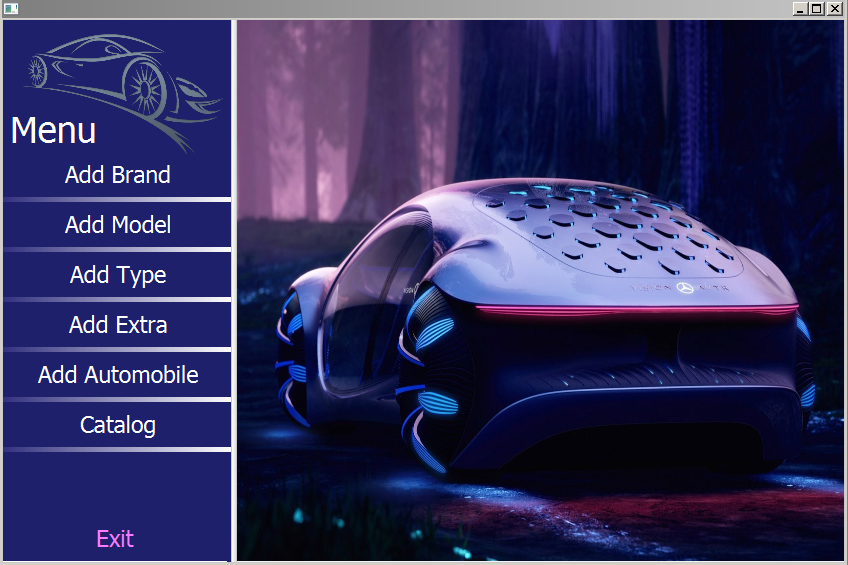 Menu
Add Brand
Add Model
Add Type
Add Extra
Add Automobile
Catalog
Exit